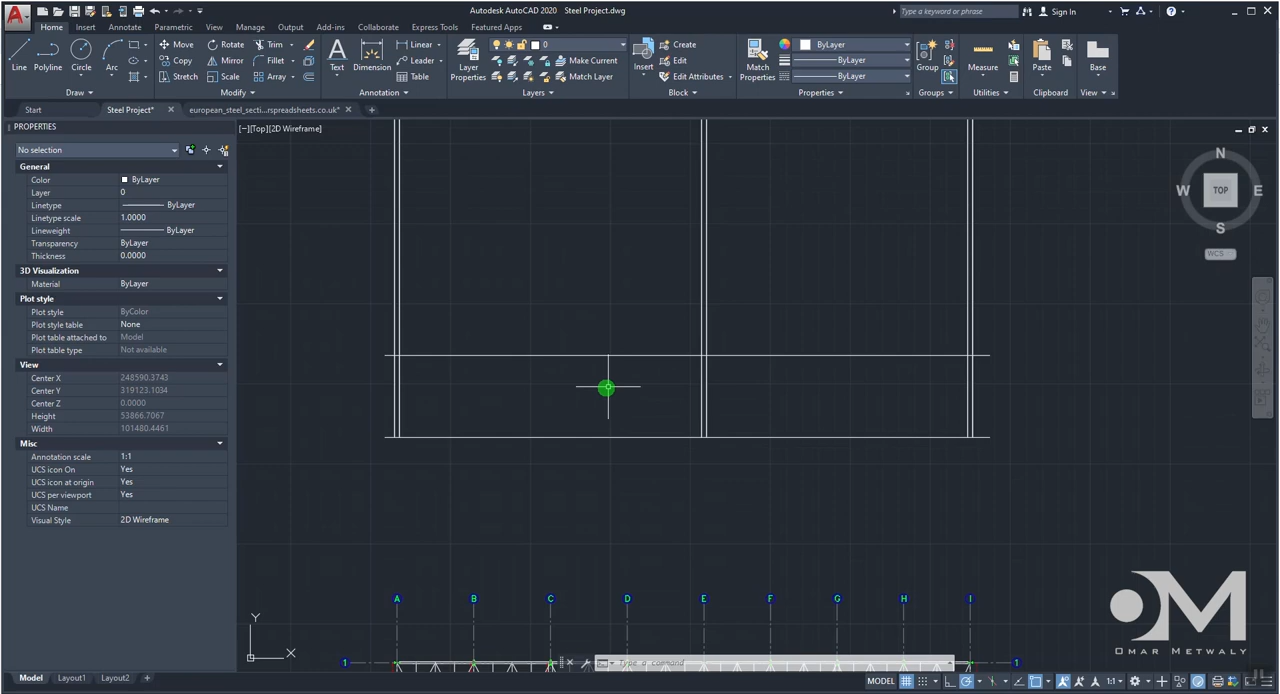 Autodesk AutoCAD 2020 Steel Project.dwg
Type a keyword or phrase
Sign In
Home Insert Annotate Parametric View Manage Output Collaborate Express Tools Featured Apps
Line Polyline Circle Arc
Move Rotate Trim
Copy Mirror Fillet
Stretch Scale Array
Text Dimension
Linear
Leader
Table
Layer
Properties
0
Make Current
Match Layer
Insert
Create
Edit
Edit Attributes
Match
Properties
ByLayer
ByLayer
ByLayer
Group
Measure
Paste
Base
Draw Modify Annotation Layers Block Properties Groups Utilities Clipboard View
Start Steel Project* european_steel_secti...rspreadsheets.co.uk*
PROPERTIES
[−][Top][2D Wireframe]
No selection
General
Color ByLayer
Layer 0
Linetype ByLayer
Linetype scale 1.0000
Lineweight ByLayer
Transparency ByLayer
Thickness 0.0000
3D Visualization
Material ByLayer
Plot style
Plot style ByColor
Plot style table None
Plot table attached to Model
Plot table type Not available
View
Center X 248590.3743
Center Y 319123.1034
Center Z 0.0000
Height 53866.7067
Width 101480.4461
Misc
Annotation scale 1:1
UCS icon On Yes
UCS icon at origin Yes
UCS per viewport Yes
UCS Name
Visual Style 2D Wireframe
N
W TOP E
S
WCS
A B C D E F G H I
Y
X
1 1
Type a command
OM
OMAR METWALY
Model Layout1 Layout2
MODEL 1:1